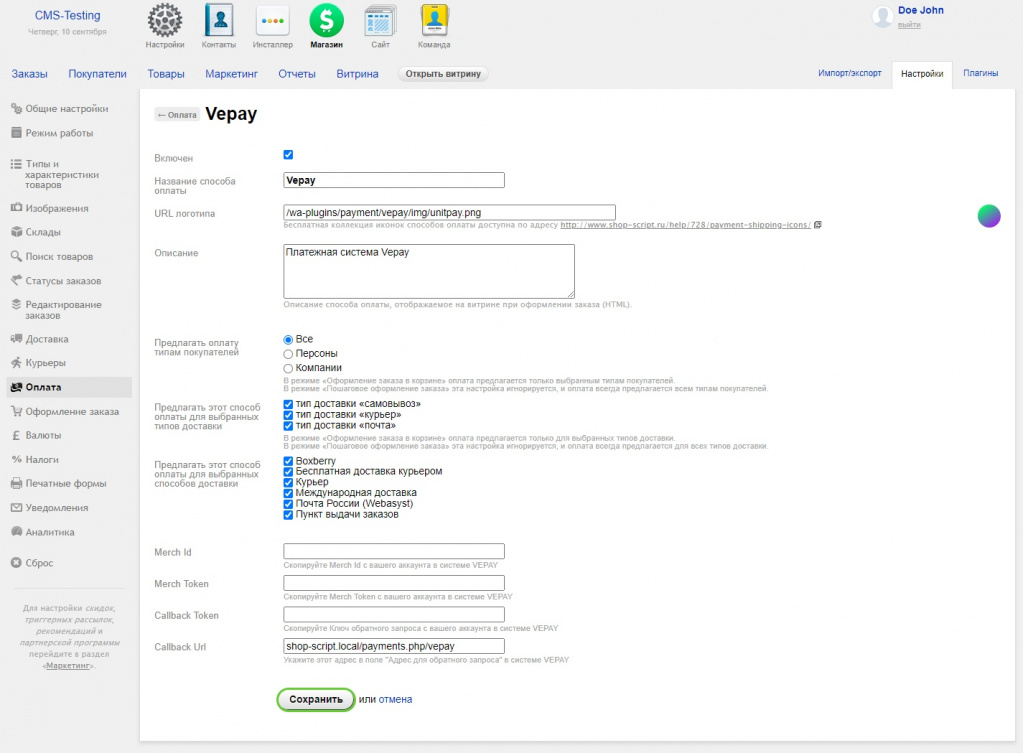 CMS-Testing
Четверг, 10 сентября
Настройки
Контакты
Инсталлер
Магазин
Сайт
Команда
Doe John
выйти
Заказы
Покупатели
Товары
Маркетинг
Отчеты
Витрина
Открыть витрину
Импорт/экспорт
Настройки
Плагины
Общие настройки
Режим работы
Типы и
характеристики
товаров
Изображения
Склады
Поиск товаров
Статусы заказов
Редактирование
заказов
Доставка
Курьеры
Оплата
Оформление заказа
Валюты
Налоги
Печатные формы
Уведомления
Аналитика
Сброс
Для настройки скидок,
триггерных рассылок,
рекомендаций и
партнерской программы
перейдите в раздел
«Маркетинг».
← Оплата
Vepay
Включен
Название способа
оплаты
Vepay
URL логотипа
/wa-plugins/payment/vepay/img/unitpay.png
Бесплатная коллекция иконок способов оплаты доступна по адресу http://www.shop-script.ru/help/728/payment-shipping-icons/
Описание
Платежная система Vepay
Описание способа оплаты, отображаемое на витрине при оформлении заказа (HTML).
Предлагать оплату
типам покупателей
Все
Персоны
Компании
В режиме «Оформление заказа в корзине» оплата предлагается только выбранным типам покупателей.
В режиме «Пошаговое оформление заказа» эта настройка игнорируется, и оплата всегда предлагается всем типам покупателей.
Предлагать этот способ
оплаты для выбранных
типов доставки
тип доставки «самовывоз»
тип доставки «курьер»
тип доставки «почта»
В режиме «Оформление заказа в корзине» оплата предлагается только для выбранных типов доставки.
В режиме «Пошаговое оформление заказа» эта настройка игнорируется, и оплата всегда предлагается для всех типов доставки.
Предлагать этот способ
оплаты для выбранных
способов доставки
Boxberry
Бесплатная доставка курьером
Курьер
Международная доставка
Почта России (Webasyst)
Пункт выдачи заказов
Merch Id
Скопируйте Merch Id с вашего аккаунта в системе VEPAY
Merch Token
Скопируйте Merch Token с вашего аккаунта в системе VEPAY
Callback Token
Скопируйте Ключ обратного запроса с вашего аккаунта в системе VEPAY
Callback Url
shop-script.local/payments.php/vepay
Укажите этот адрес в поле "Адрес для обратного запроса" в системе VEPAY
Сохранить или отмена